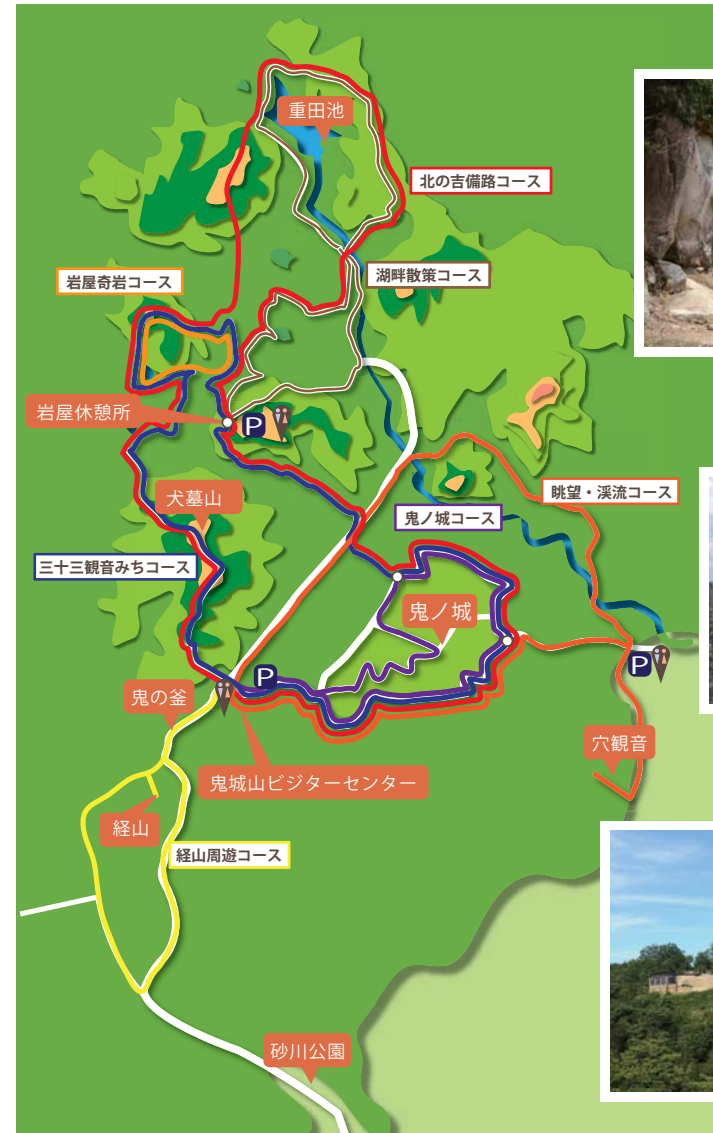 重田池
北の吉備路コース
湖畔散策コース
岩屋奇岩コース
岩屋休憩所
P
眺望・渓流コース
犬墓山
鬼ノ城コース
三十三観音みちコース
鬼ノ城
P
P
鬼の釜
穴観音
鬼城山ビジターセンター
経山
経山周遊コース
砂川公園